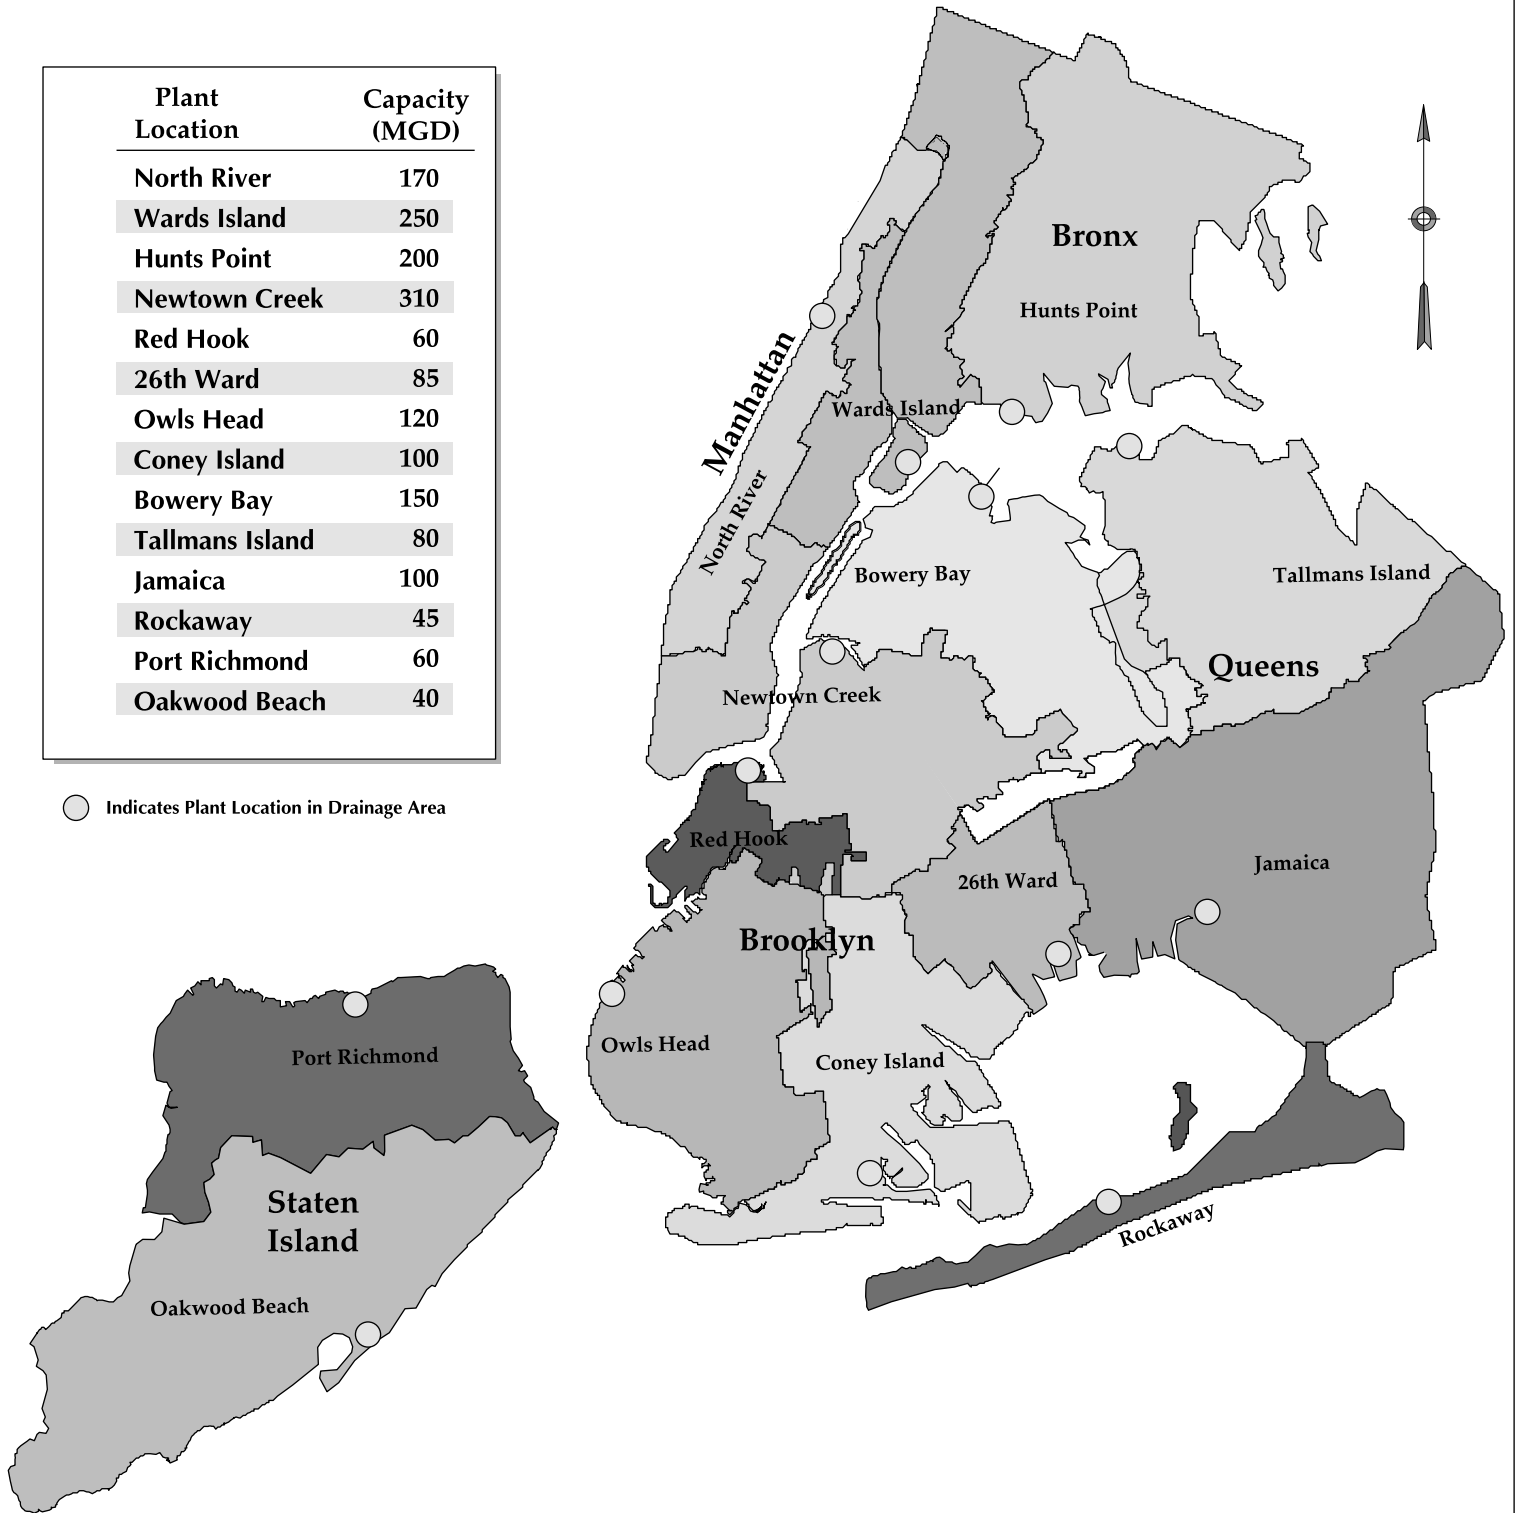 Plant Location Capacity (MGD)
North River 170
Wards Island 250
Hunts Point 200
Newtown Creek 310
Red Hook 60
26th Ward 85
Owls Head 120
Coney Island 100
Bowery Bay 150
Tallmans Island 80
Jamaica 100
Rockaway 45
Port Richmond 60
Oakwood Beach 40
Indicates Plant Location in Drainage Area
Bronx
Hunts Point
Manhattan
Wards Island
North River
Bowery Bay
Tallmans Island
Queens
Newtown Creek
Red Hook
Jamaica
26th Ward
Brooklyn
Owls Head
Coney Island
Port Richmond
Staten
Island
Rockaway
Oakwood Beach